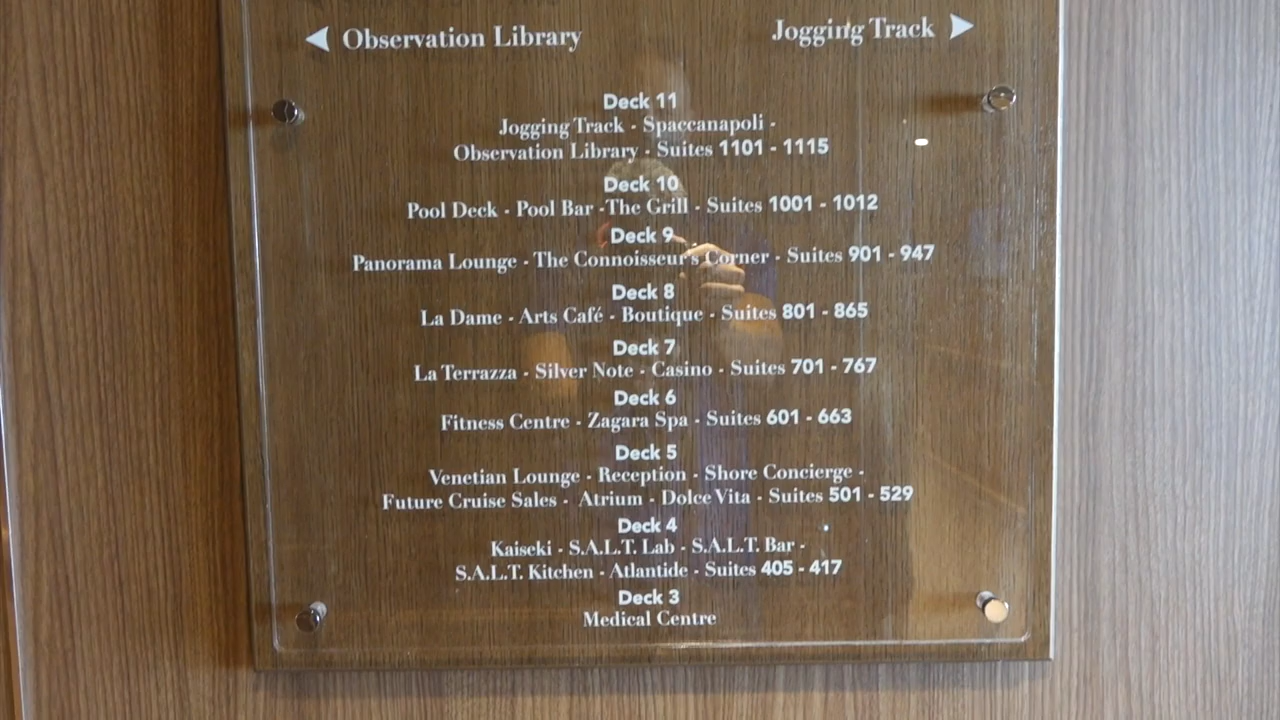 Observation Library
Jogging Track
Deck 11
Jogging Track - Spaccanapoli -
Observation Library - Suites 1101 - 1115
Deck 10
Pool Deck - Pool Bar -The Grill - Suites 1001 - 1012
Deck 9
Panorama Lounge - The Connoisseur's Corner - Suites 901 - 947
Deck 8
La Dame - Arts Café - Boutique - Suites 801 - 865
Deck 7
La Terrazza - Silver Note - Casino - Suites 701 - 767
Deck 6
Fitness Centre - Zagara Spa - Suites 601 - 663
Deck 5
Venetian Lounge - Reception - Shore Concierge -
Future Cruise Sales - Atrium - Dolce Vita - Suites 501 - 529
Deck 4
Kaiseki - S.A.L.T. Lab - S.A.L.T. Bar -
S.A.L.T. Kitchen - Atlantide - Suites 405 - 417
Deck 3
Medical Centre